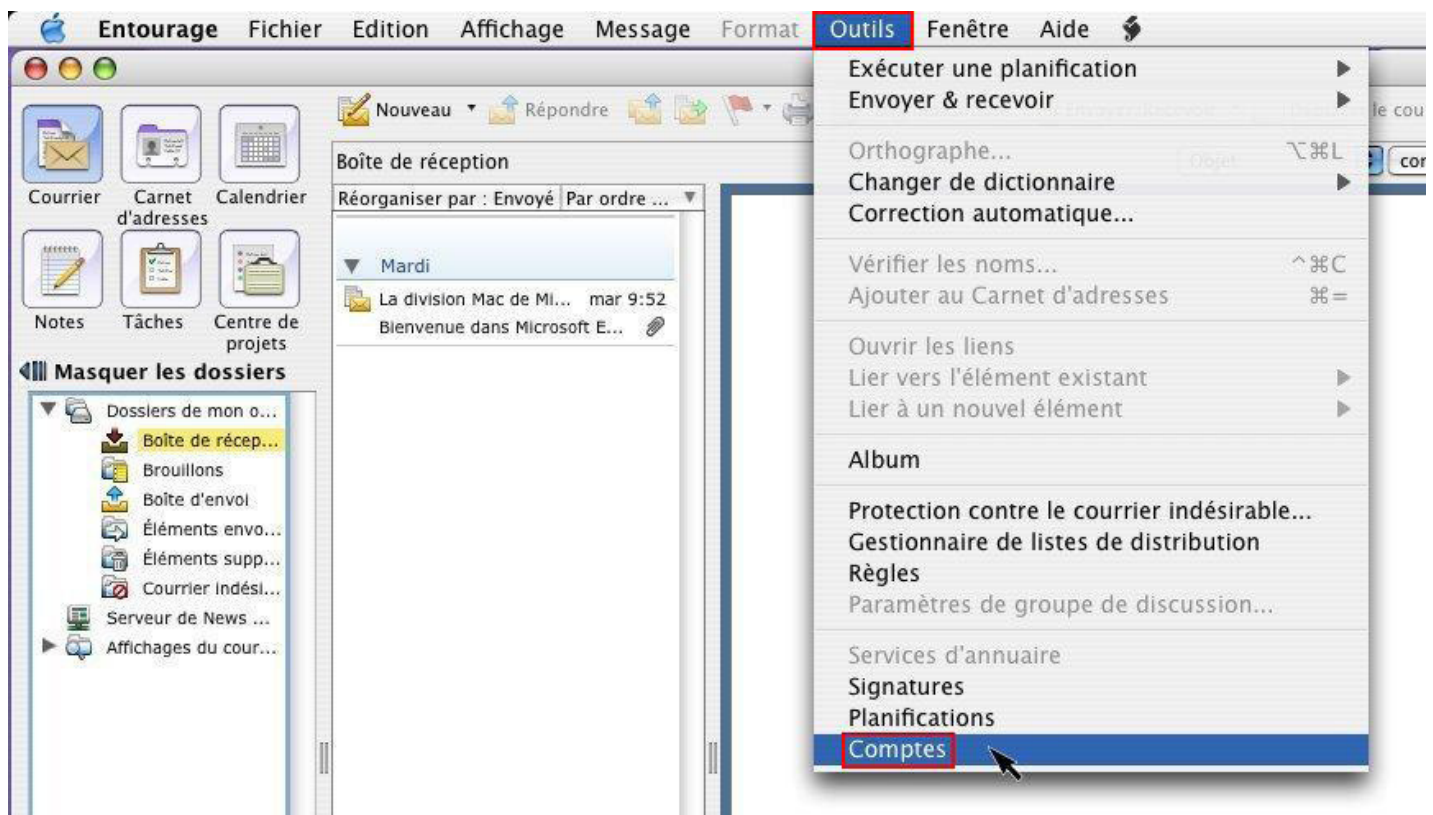 Entourage Fichier Edition Affichage Message Format Outils Fenêtre Aide
Nouveau Répondre
le cou
Boîte de réception
Objet
cor
Réorganiser par : Envoyé Par ordre ...
Courrier
Carnet d'adresses
Calendrier
Notes
Tâches
Centre de projets
Masquer les dossiers
Dossiers de mon o...
Boîte de récep...
Brouillons
Boîte d'envoi
Éléments envo...
Éléments supp...
Courrier indési...
Serveur de News ...
Affichages du cour...
Mardi
La division Mac de Mi... mar 9:52
Bienvenue dans Microsoft E...
Exécuter une planification
Envoyer & recevoir
Orthographe... ⌥⌘L
Changer de dictionnaire
Correction automatique...
Vérifier les noms... ^⌘C
Ajouter au Carnet d'adresses ⌘=
Ouvrir les liens
Lier vers l'élément existant
Lier à un nouvel élément
Album
Protection contre le courrier indésirable...
Gestionnaire de listes de distribution
Règles
Paramètres de groupe de discussion...
Services d'annuaire
Signatures
Planifications
Comptes